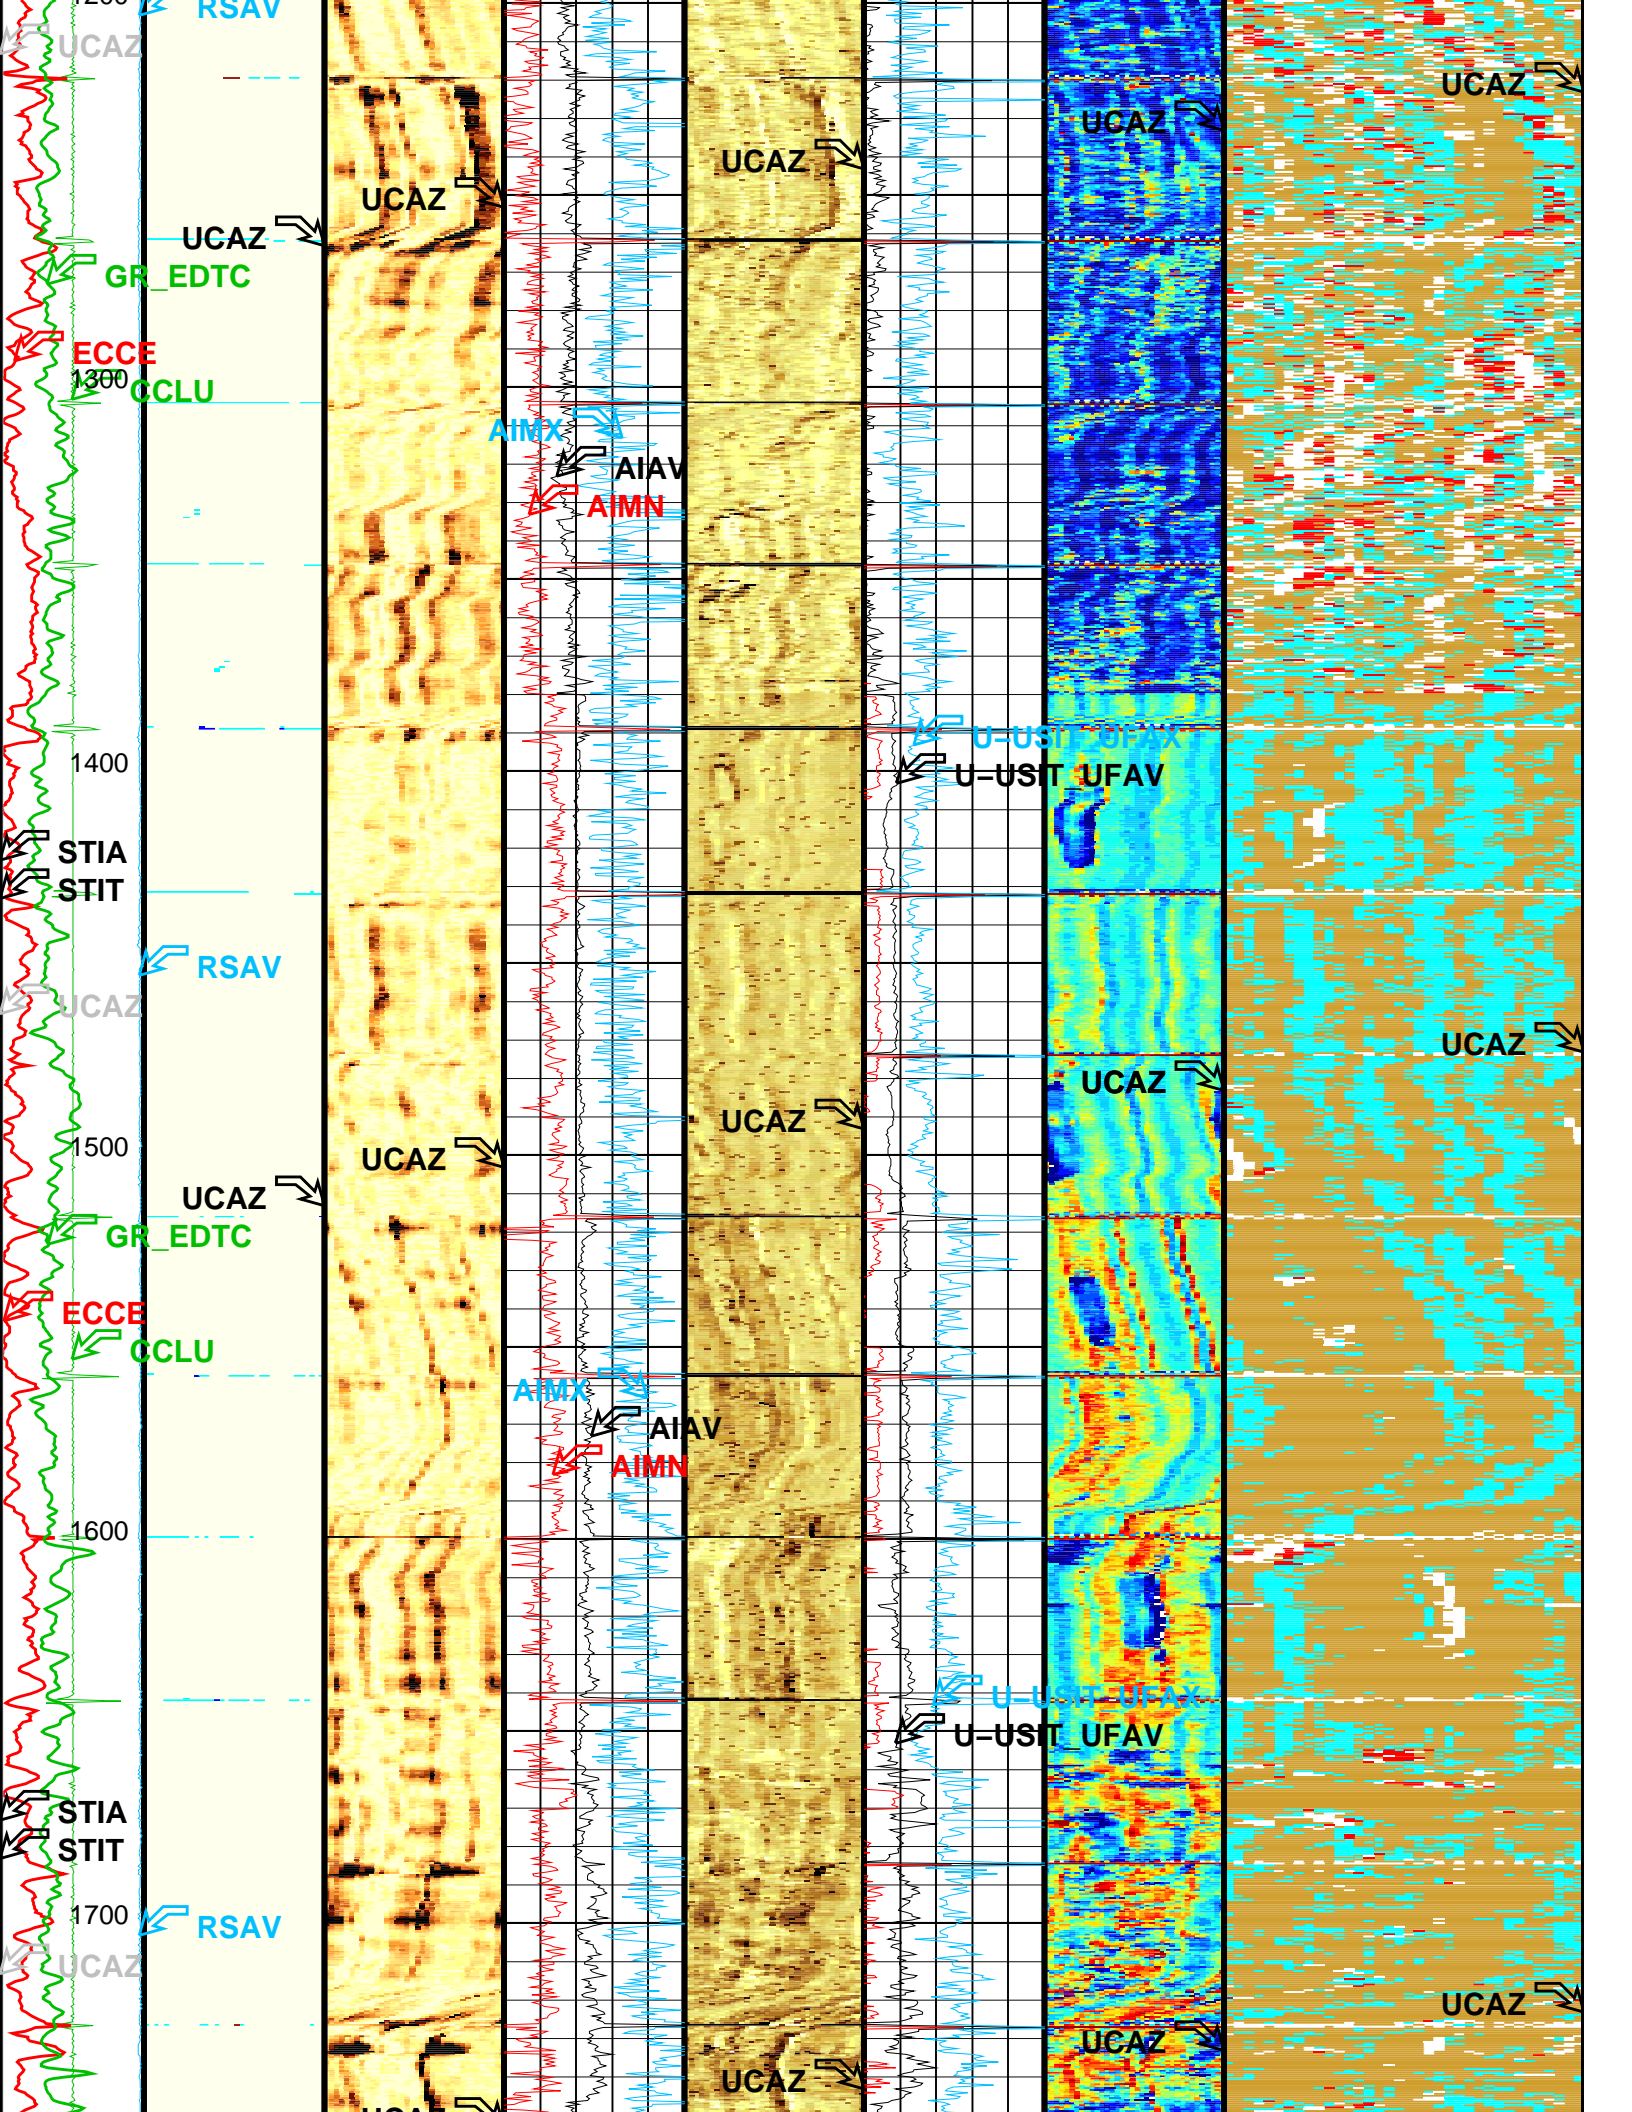 RSAV
UCAZ
UCAZ
UCAZ
UCAZ
UCAZ
UCAZ
GR_EDTC
ECCE
1300
CCLU
AIMX
AIAV
AIMN
U-USIT_UFAX
1400
U-USIT_UFAV
STIA
STIT
RSAV
UCAZ
UCAZ
UCAZ
UCAZ
1500
UCAZ
UCAZ
GR_EDTC
ECCE
CCLU
AIMX
AIAV
AIMN
1600
U-USIT_UFAX
U-USIT_UFAV
STIA
STIT
1700
RSAV
UCAZ
UCAZ
UCAZ
UCAZ
UCAZ